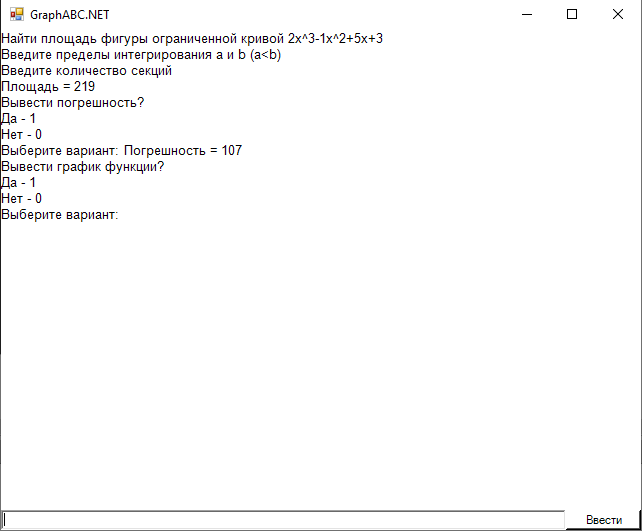 GraphABC.NET
Найти площадь фигуры ограниченной кривой 2x^3-1x^2+5x+3
Введите пределы интегрирования a и b (a<b)
Введите количество секций
Площадь = 219
Вывести погрешность?
Да - 1
Нет - 0
Выберите вариант: Погрешность = 107
Вывести график функции?
Да - 1
Нет - 0
Выберите вариант:
Ввести